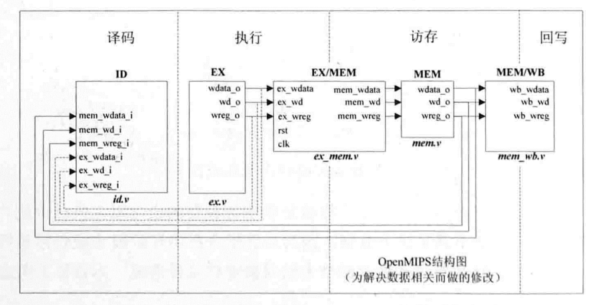 译码 执行 访存 回写
ID EX EX/MEM MEM MEM/WB
wdata_o ex_wdata mem_wdata wdata_o wb_wdata
wd_o ex_wd mem_wd wd_o wb_wd
mem_wdata_i wreg_o ex_wreg mem_wreg wreg_o wb_wreg
mem_wd_i rst
mem_wreg_i clk
ex_wdata_i ex_mem.v mem.v mem_wb.v
ex_wd_i
ex_wreg_i
id.v ex.v
OpenMIPS结构图
（为解决数据相关而做的修改）